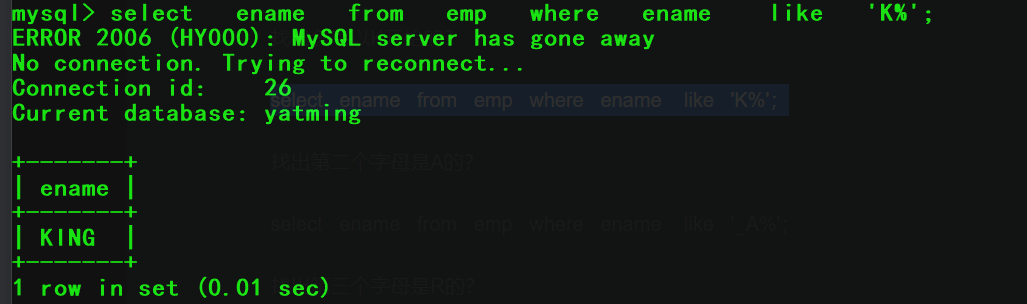 mysql> select   ename   from   emp   where   ename    like   'K%';
ERROR 2006 (HY000): MySQL server has gone away
No connection. Trying to reconnect...
Connection id:    26
select   ename   from   emp   where   ename    like   'K%';
Current database: yatming
+-------+
找出第二个字母是A的?
| ename |
+-------+
select   ename   from   emp   where   ename    like   '_A%';
| KING  |
+-------+
1 row in set (0.01 sec)
三个字母是R的?